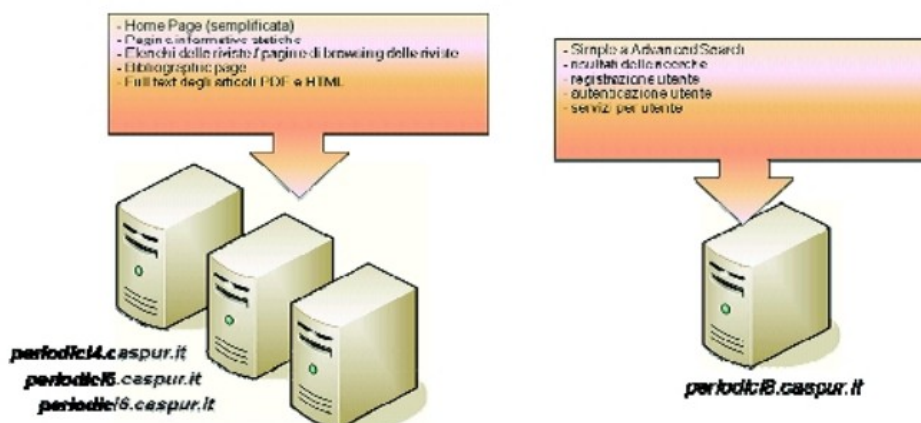 - Home Page (semplificata)
- Pagine informative statiche
- Elenchi delle riviste / pagine di browsing delle riviste
- Bibliographic page
- Full text degli articoli PDF e HTML
- Simple e Advanced Search
- risultati delle ricerche
- registrazione utente
- autenticazione utente
- servizi per utente
periodici4.caspur.it
periodici5.caspur.it
periodici6.caspur.it
periodici8.caspur.it